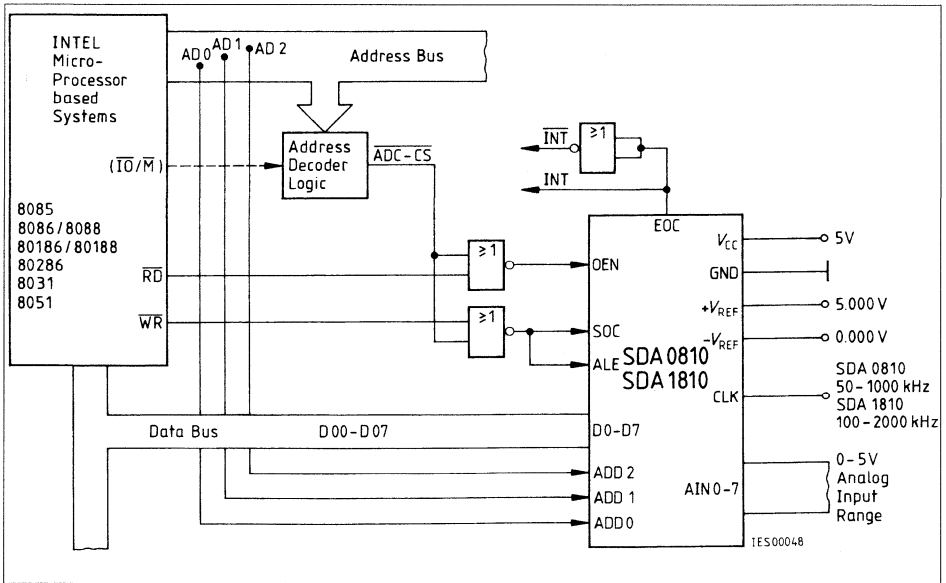 INTEL
Micro-
Processor
based
Systems
AD0 AD1 AD2
Address Bus
(IO/M)
Address
Decoder
Logic
ADC-CS
INT
≥1
INT
8085
8086/8088
80186/80188
80286
8031
8051
RD
WR
≥1
≥1
EOC
OEN
SOC
ALE
SDA 0810
SDA 1810
VCC
5V
GND
+VREF
5.000 V
-VREF
0.000 V
CLK
SDA 0810
50-1000 kHz
SDA 1810
100-2000 kHz
Data Bus D00-D07
D0-D7
ADD 2
ADD 1
ADD 0
AIN 0-7
0-5V
Analog
Input
Range
IES00048